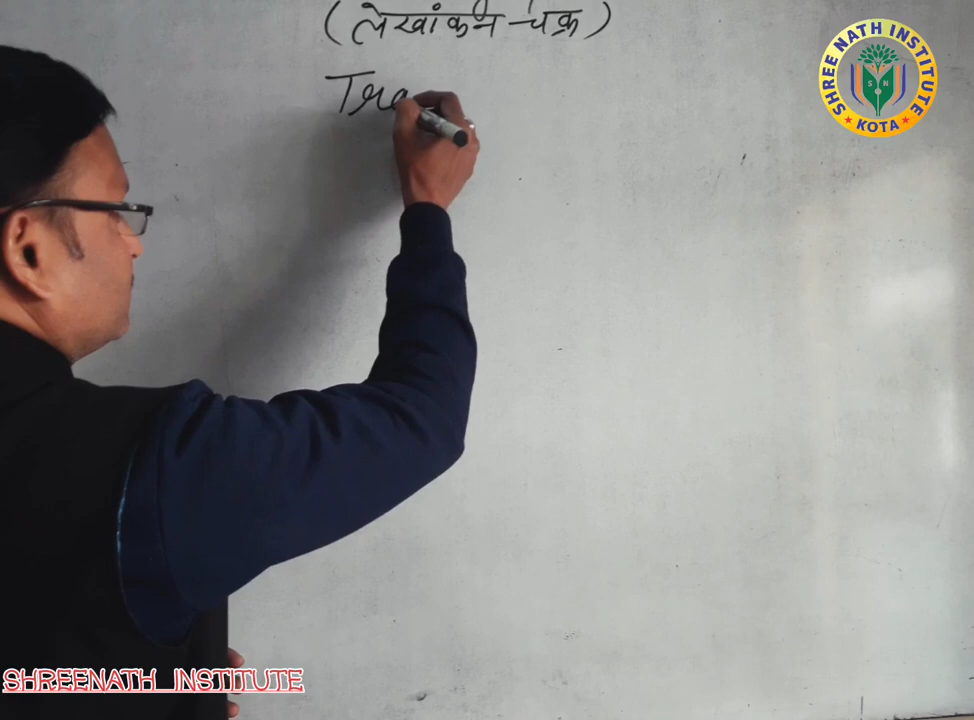 (लेखांकन चक्र)
Tra
SHREE NATH INSTITUTE
S N
KOTA
SHREENATH INSTITUTE